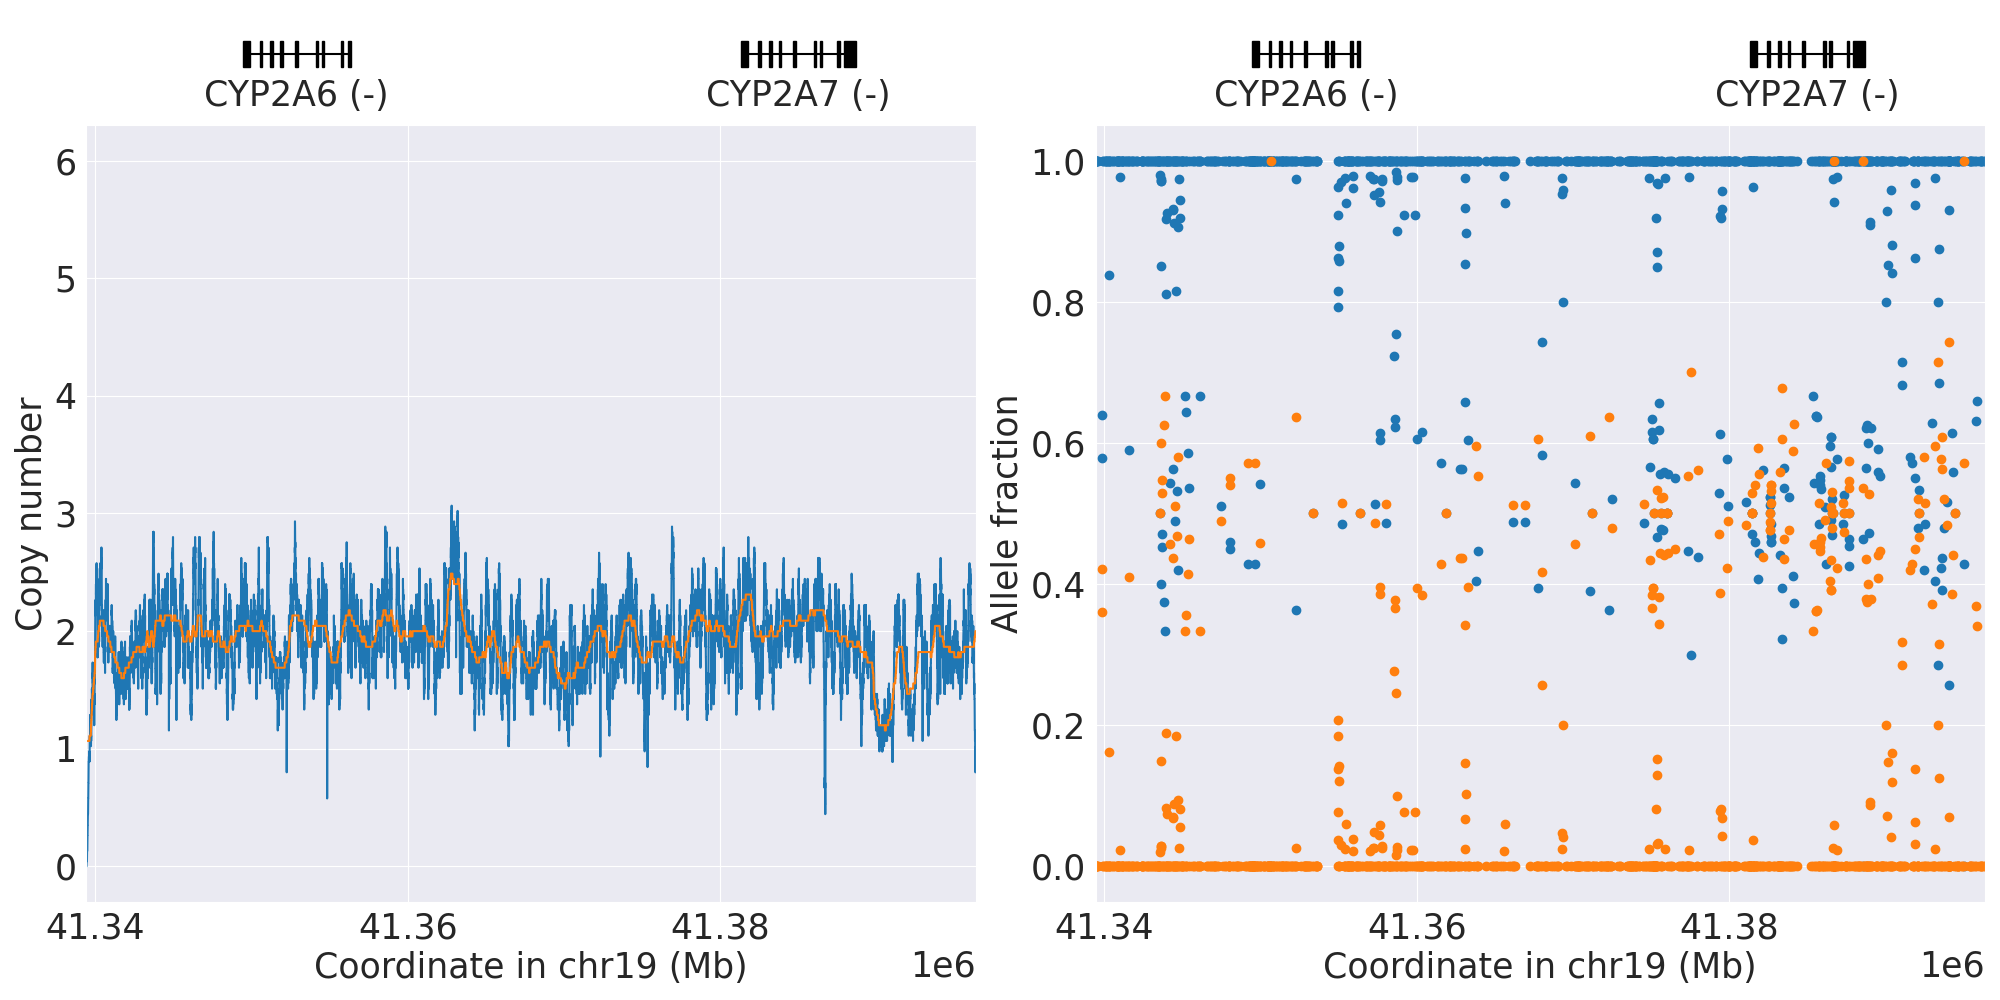 CYP2A6 (-)
CYP2A7 (-)
6
5
4
3
2
1
0
Copy number
41.34
41.36
41.38
Coordinate in chr19 (Mb)
1e6
CYP2A6 (-)
CYP2A7 (-)
1.0
0.8
0.6
0.4
0.2
0.0
Allele fraction
41.34
41.36
41.38
Coordinate in chr19 (Mb)
1e6